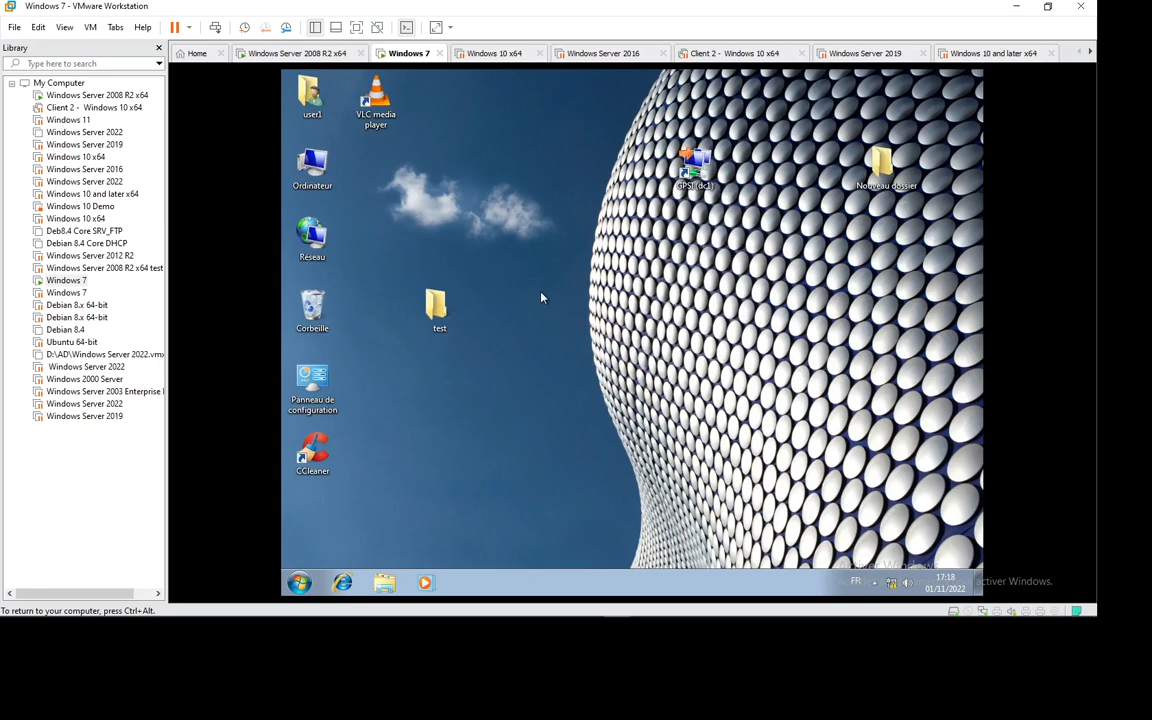 Windows 7 - VMware Workstation
File Edit View VM Tabs Help
Library
Type here to search
Home Windows Server 2008 R2 x64 Windows 7 Windows 10 x64 Windows Server 2016 Client 2 - Windows 10 x64 Windows Server 2019 Windows 10 and later x64
My Computer
Windows Server 2008 R2 x64
Client 2 - Windows 10 x64
Windows 11
Windows Server 2022
Windows Server 2019
Windows 10 x64
Windows Server 2016
Windows Server 2022
Windows 10 and later x64
Windows 10 Demo
Windows 10 x64
Deb8.4 Core SRV_FTP
Debian 8.4 Core DHCP
Windows Server 2012 R2
Windows Server 2008 R2 x64 test
Windows 7
Windows 7
Debian 8.x 64-bit
Debian 8.x 64-bit
Debian 8.4
Ubuntu 64-bit
D:\AD\Windows Server 2022.vmx
Windows Server 2022
Windows 2000 Server
Windows Server 2003 Enterprise
Windows Server 2022
Windows Server 2019
user1
VLC media
player
Ordinateur
GPSI (dc1)
Nouveau dossier
Réseau
Corbeille
test
Panneau de
configuration
CCleaner
Activer Windows
activer Windows.
FR
17:18
01/11/2022
To return to your computer, press Ctrl+Alt.